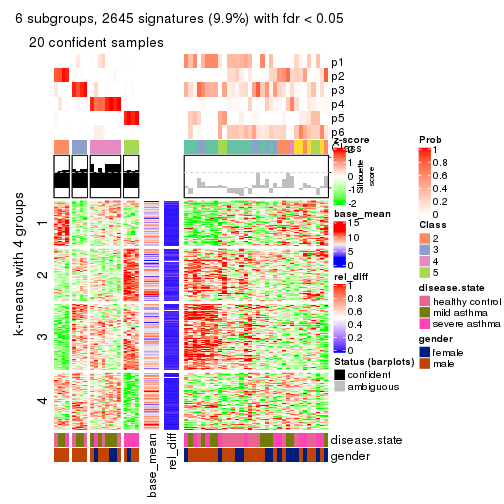 6 subgroups, 2645 signatures (9.9%) with fdr < 0.05
20 confident samples
p1
p2
p3
p4
p5
p6
Class
1
2
3
4
k-means with 4 groups
base_mean
rel_diff
Silhouette
score
disease.state
gender
z-score
2
1
0
-1
-2
base_mean
15
10
5
0
rel_diff
1
0.8
0.6
0.4
0.2
0
Status (barplots)
confident
ambiguous
Prob
1
0.8
0.6
0.4
0.2
0
Class
2
3
4
5
disease.state
healthy control
mild asthma
severe asthma
gender
female
male